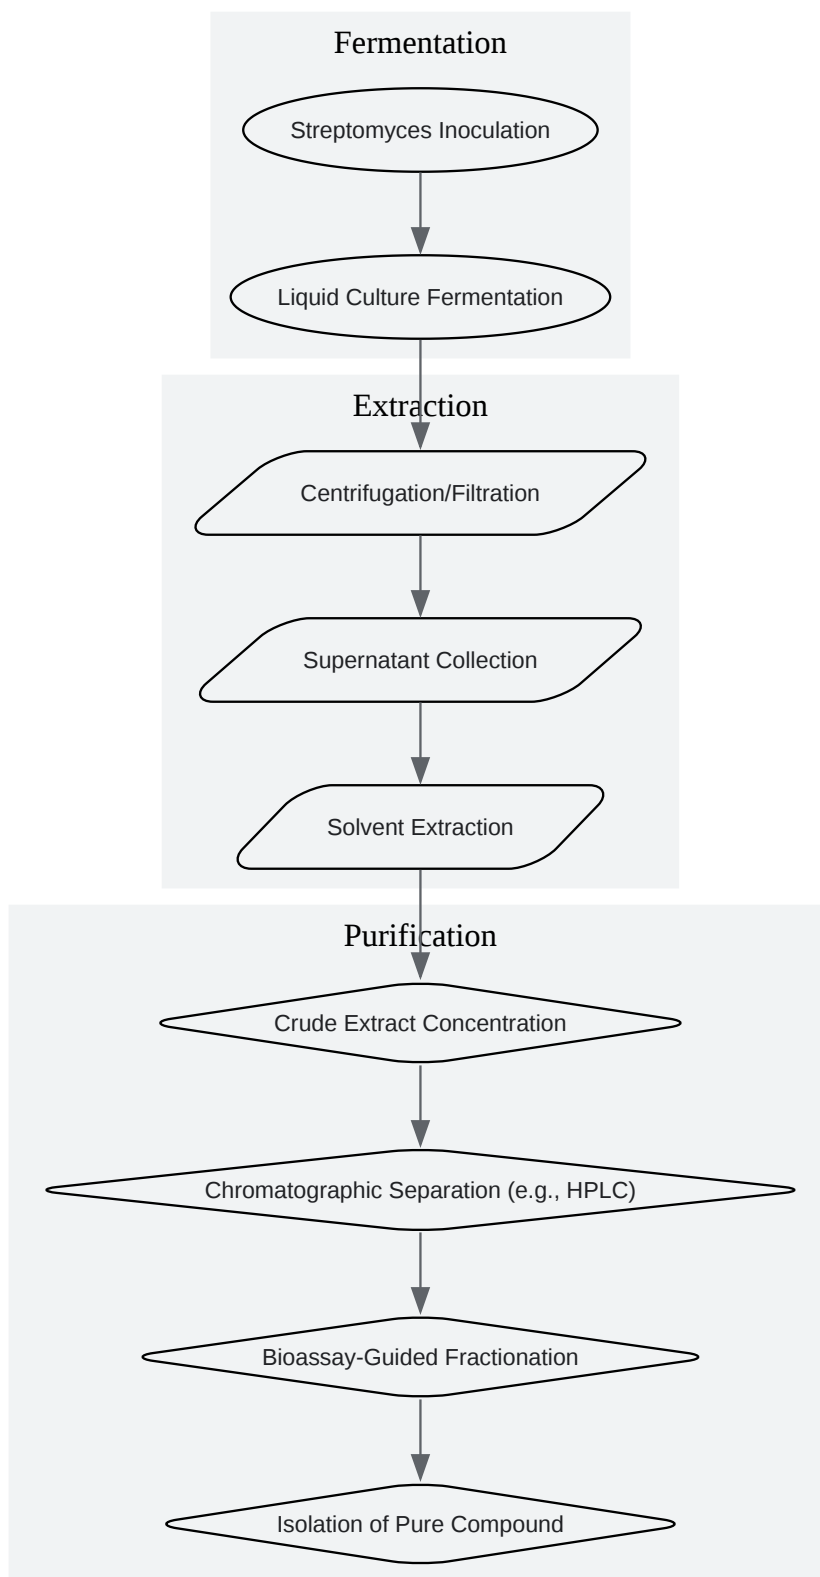 Fermentation
Streptomyces Inoculation
Liquid Culture Fermentation
Extraction
Centrifugation/Filtration
Supernatant Collection
Solvent Extraction
Purification
Crude Extract Concentration
Chromatographic Separation (e.g., HPLC)
Bioassay-Guided Fractionation
Isolation of Pure Compound